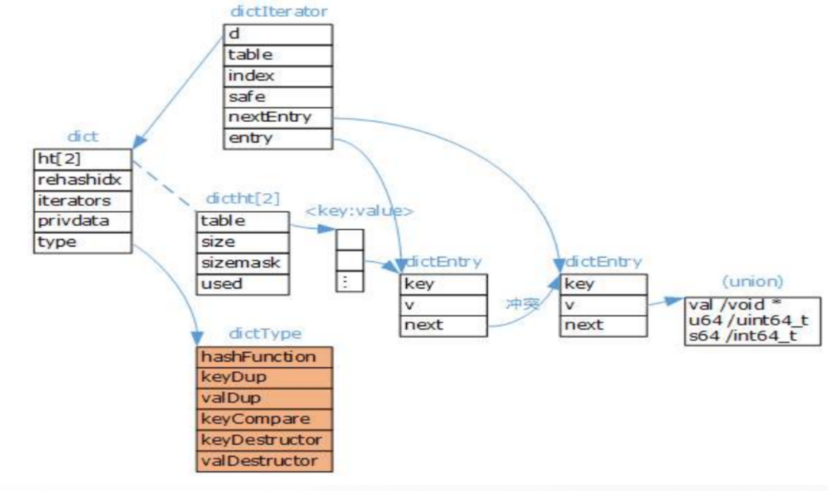 dictIterator
d
table
index
safe
nextEntry
entry
dict
ht[2]
rehashidx
iterators
privdata
type
dictht[2]
table
size
sizemask
used
<key:value>
⋮
dictEntry
key
v
next
冲突
dictEntry
key
v
next
(union)
val /void *
u64 /uint64_t
s64 /int64_t
dictType
hashFunction
keyDup
valDup
keyCompare
keyDestructor
valDestructor